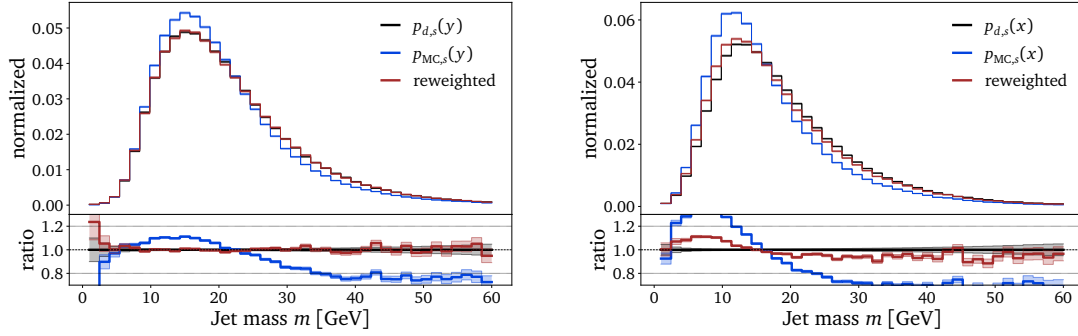 normalized
0.05
0.04
0.03
0.02
0.01
0.00
p_{d,s}(y)
p_{MC,s}(y)
reweighted
ratio
1.2
1.0
0.8
0 10 20 30 40 50 60
Jet mass m [GeV]
normalized
0.06
0.04
0.02
0.00
p_{d,s}(x)
p_{MC,s}(x)
reweighted
ratio
1.2
1.0
0.8
0 10 20 30 40 50 60
Jet mass m [GeV]